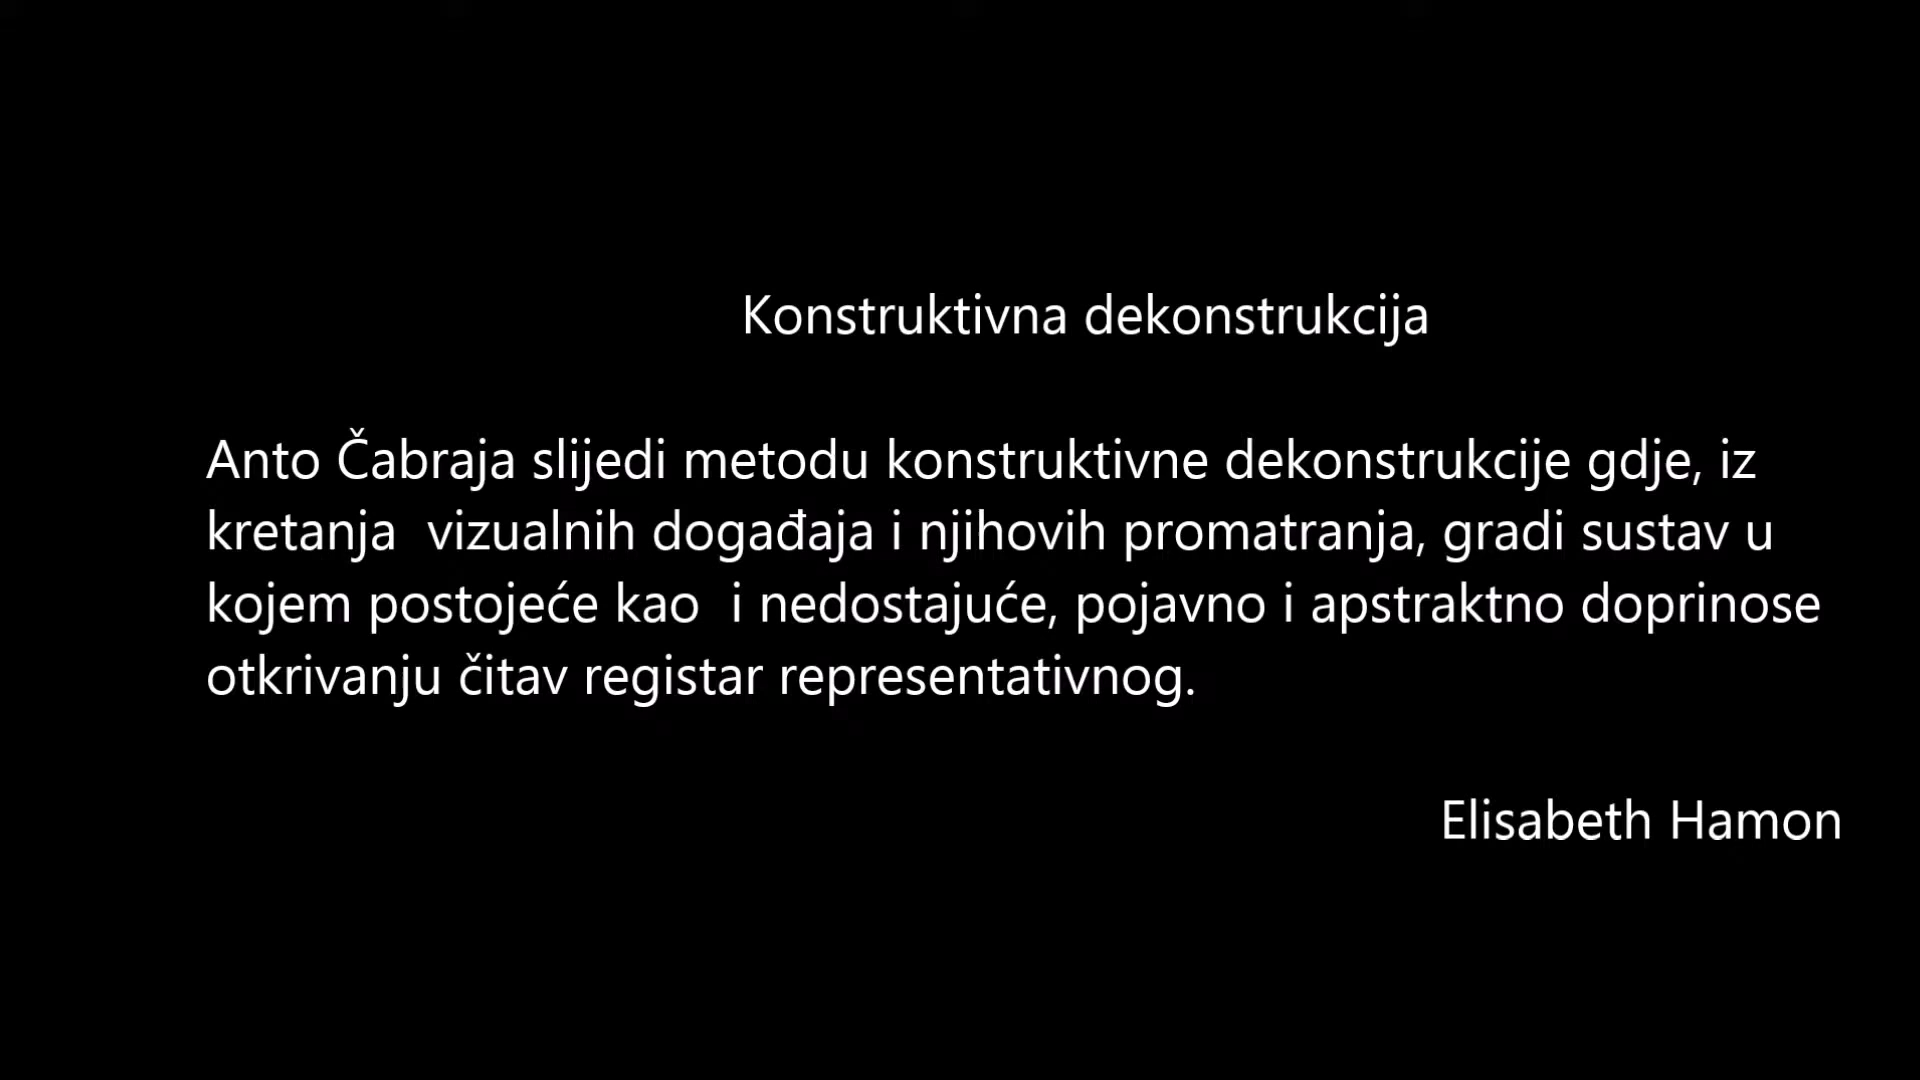 Konstruktivna dekonstrukcija
Anto Čabraja slijedi metodu konstruktivne dekonstrukcije gdje, iz
kretanja  vizualnih događaja i njihovih promatranja, gradi sustav u
kojem postojeće kao  i nedostajuće, pojavno i apstraktno doprinose
otkrivanju čitav registar representativnog.
Elisabeth Hamon